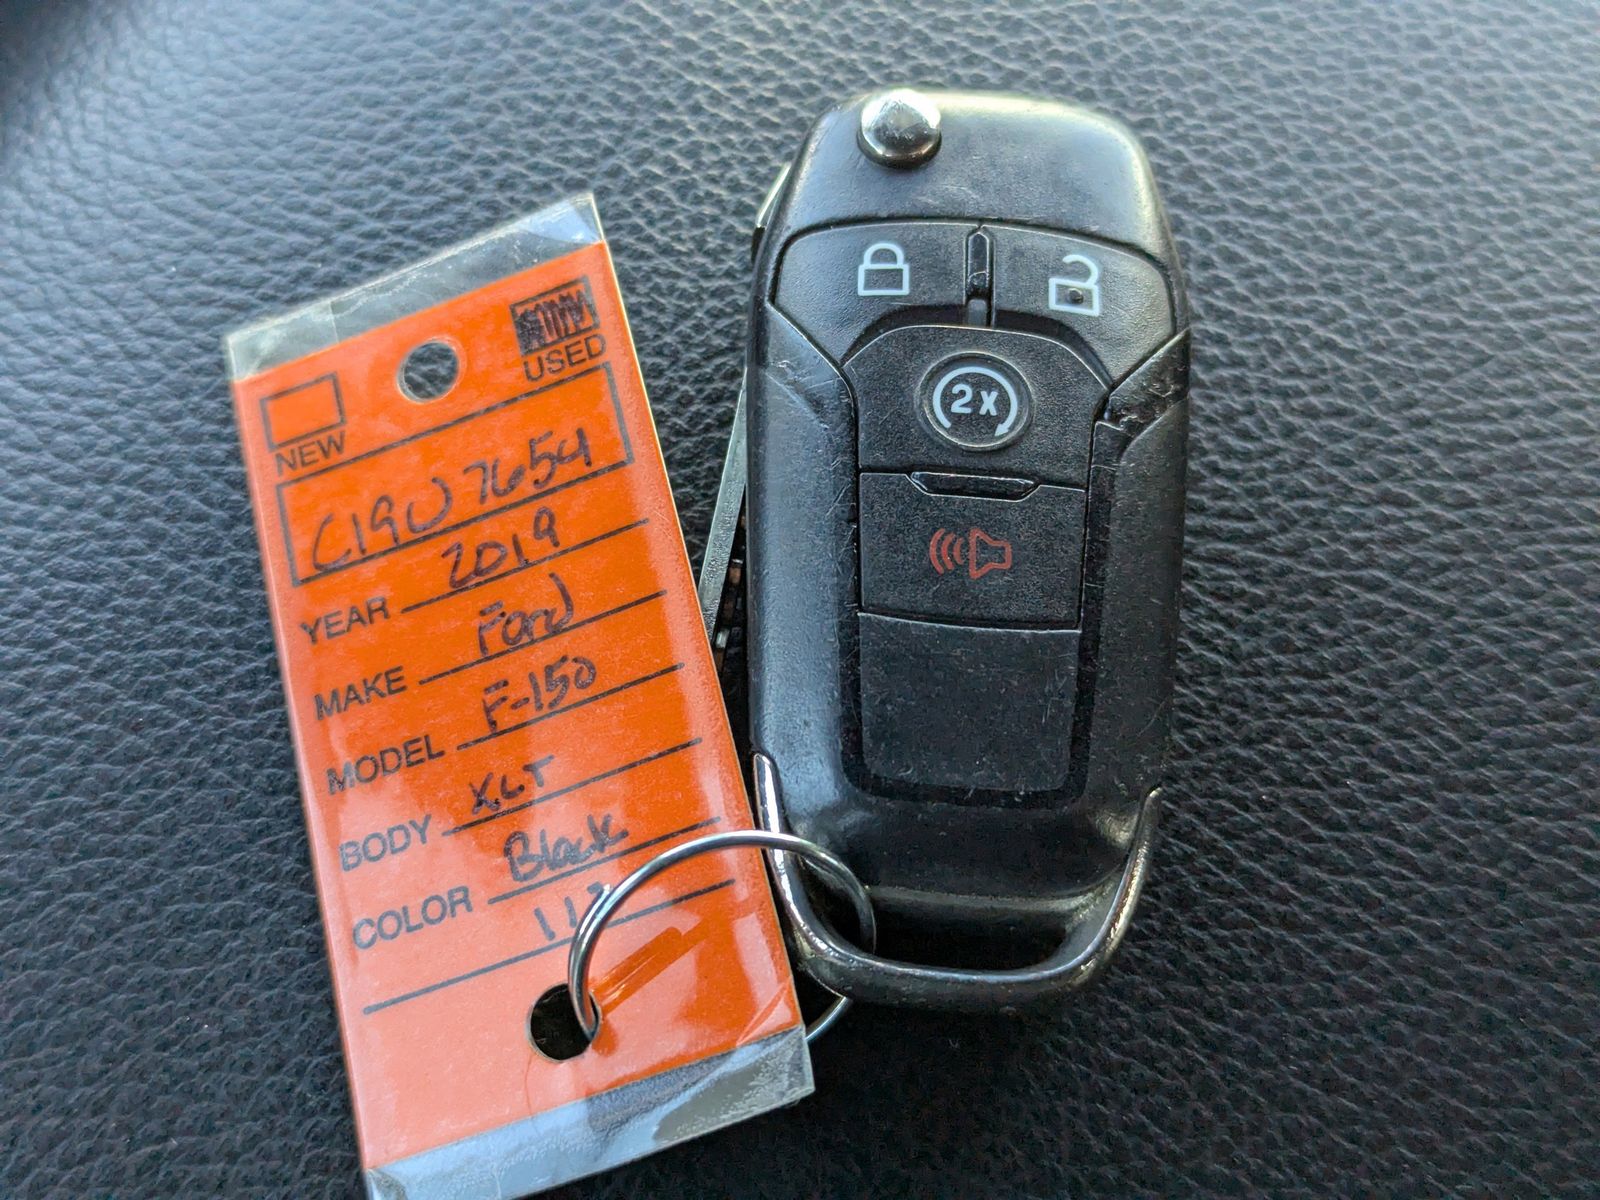 NEW
USED
C19U7654
YEAR 2019
MAKE Ford
MODEL F-150
BODY XLT
COLOR Black
2X